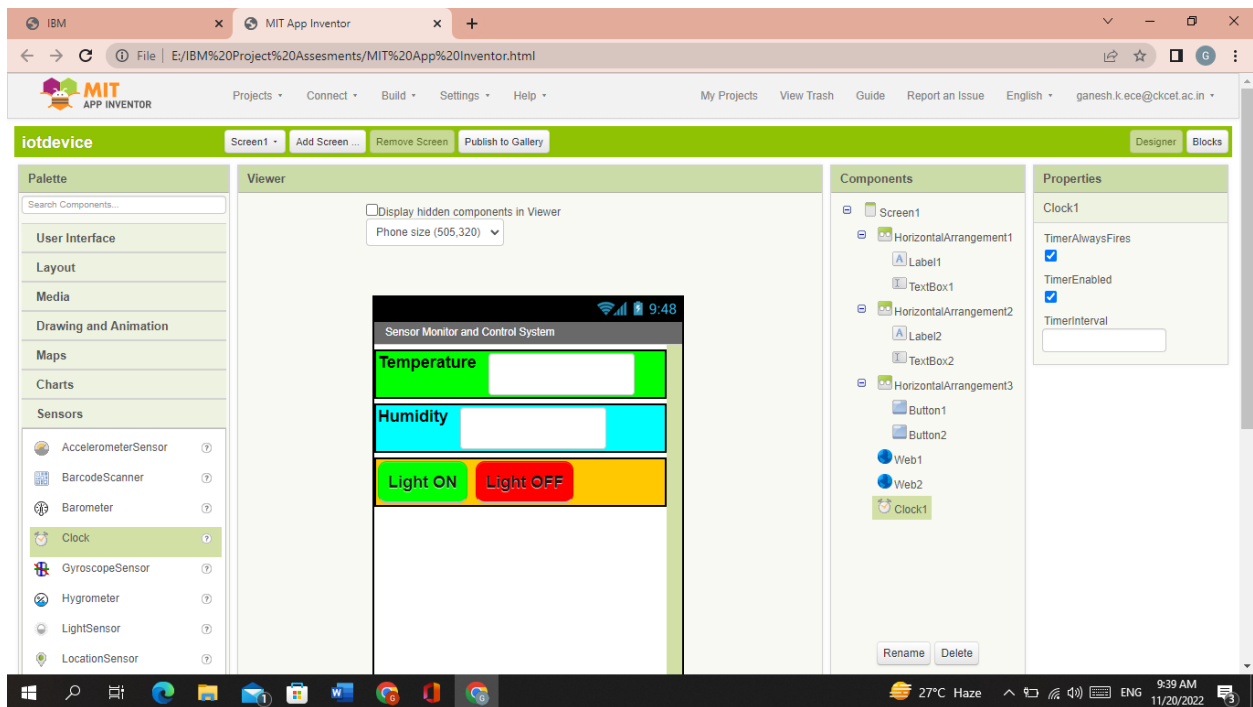 IBM
MIT App Inventor
File | E:/IBM%20Project%20Assesments/MIT%20App%20Inventor.html
G
MIT
APP INVENTOR
Projects
Connect
Build
Settings
Help
My Projects
View Trash
Guide
Report an Issue
English
ganesh.k.ece@ckcet.ac.in
iotdevice
Screen1
Add Screen ...
Remove Screen
Publish to Gallery
Designer
Blocks
Palette
Search Components...
User Interface
Layout
Media
Drawing and Animation
Maps
Charts
Sensors
AccelerometerSensor
?
BarcodeScanner
?
Barometer
?
Clock
?
GyroscopeSensor
?
Hygrometer
?
LightSensor
?
LocationSensor
?
Viewer
Display hidden components in Viewer
Phone size (505,320)
9:48
Sensor Monitor and Control System
Temperature
Humidity
Light ON
Light OFF
Components
Screen1
HorizontalArrangement1
A Label1
TextBox1
HorizontalArrangement2
A Label2
TextBox2
HorizontalArrangement3
Button1
Button2
Web1
Web2
Clock1
Rename
Delete
Properties
Clock1
TimerAlwaysFires
TimerEnabled
TimerInterval
1
W
G
G
27°C Haze
ENG
9:39 AM
11/20/2022
3